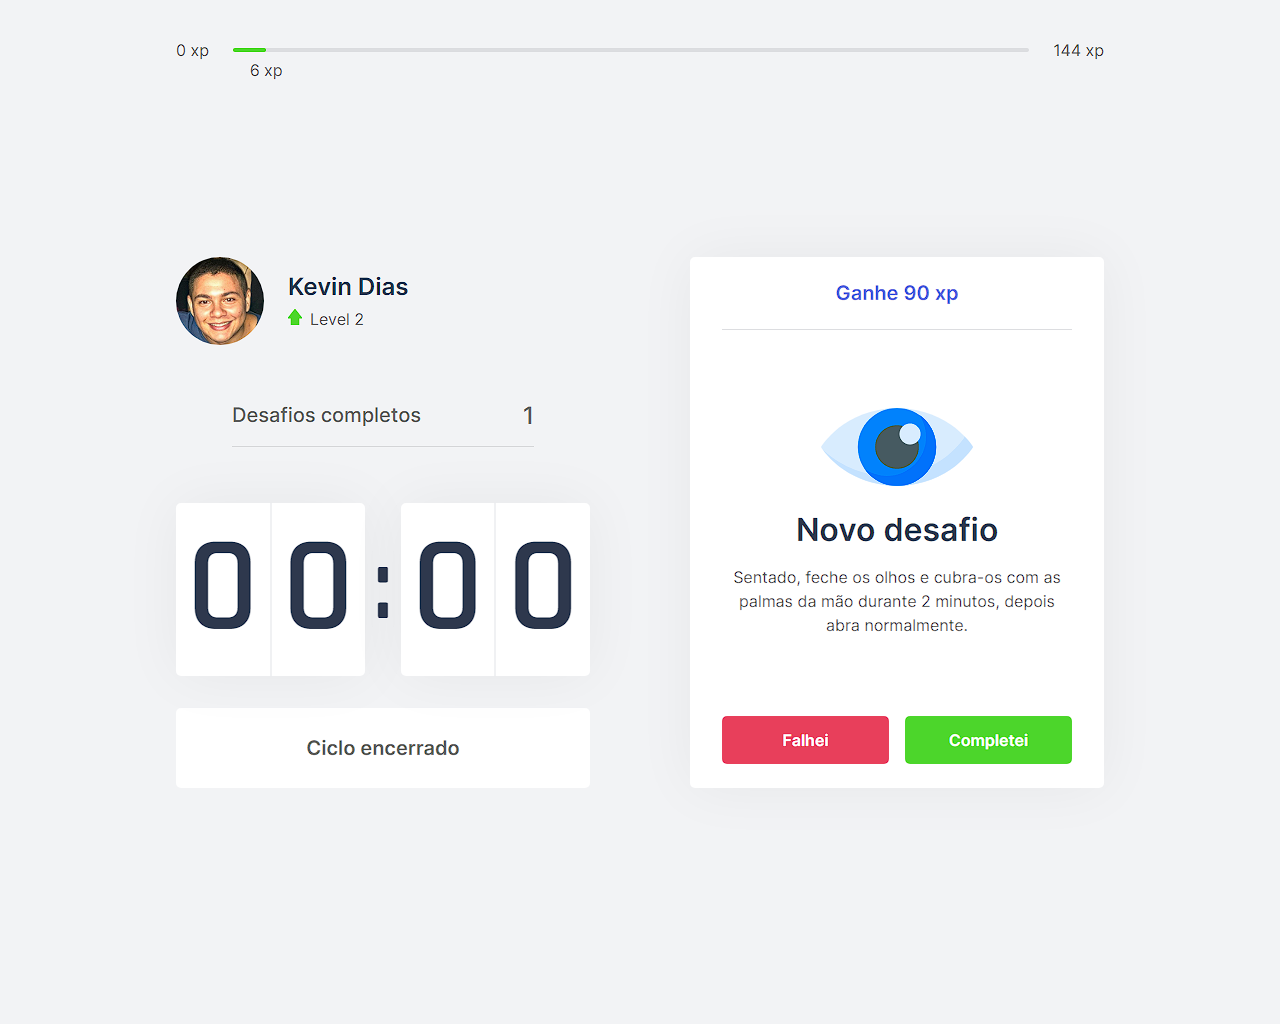 0 xp
144 xp
6 xp
Kevin Dias
Level 2
Desafios completos 1
00:00
Ciclo encerrado
Ganhe 90 xp
Novo desafio
Sentado, feche os olhos e cubra-os com as
palmas da mão durante 2 minutos, depois
abra normalmente.
Falhei
Completei